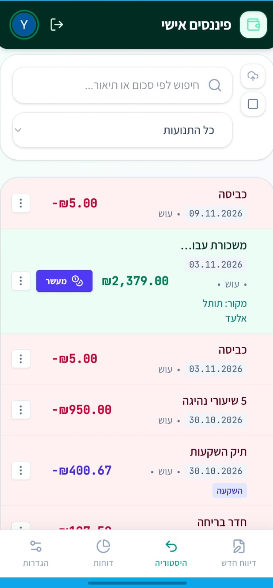 פיננסים אישי
Y
חיפוש לפי סכום או תיאור...
כל התנועות
כביסה
-₪5.00
09.11.2026 • עוש
משכורת עבו...
03.11.2026
• עוש •
₪2,379.00
מעשר
מקור: תותל
אלעד
כביסה
-₪5.00
03.11.2026 • עוש
5 שיעורי נהיגה
-₪950.00
30.10.2026 • עוש
תיק השקעות
-₪400.67
30.10.2026 • עוש •
השקעה
חדר בריחה
דיווח חדש
היסטוריה
דוחות
הגדרות